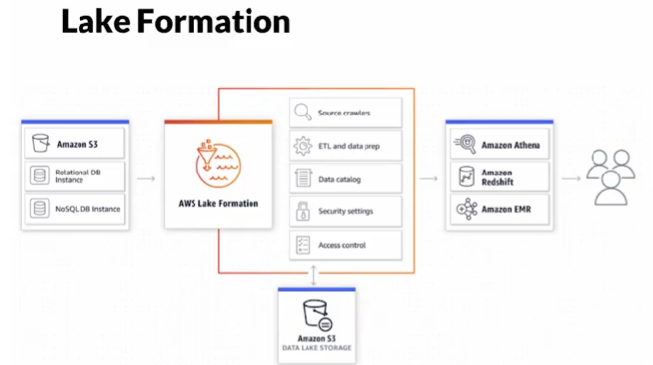 Lake Formation
Amazon S3
Relational DB
Instance
NoSQL DB Instance
AWS Lake Formation
Source crawlers
ETL and data prep
Data catalog
Security settings
Access control
Amazon Athena
Amazon
Redshift
Amazon EMR
Amazon S3
DATA LAKE STORAGE